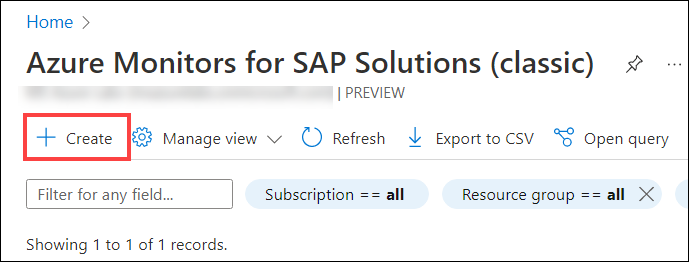 Home >
Azure Monitors for SAP Solutions (classic) ...
| PREVIEW
+ Create Manage view Refresh Export to CSV Open query
Filter for any field... Subscription == all Resource group == all ×
Showing 1 to 1 of 1 records.